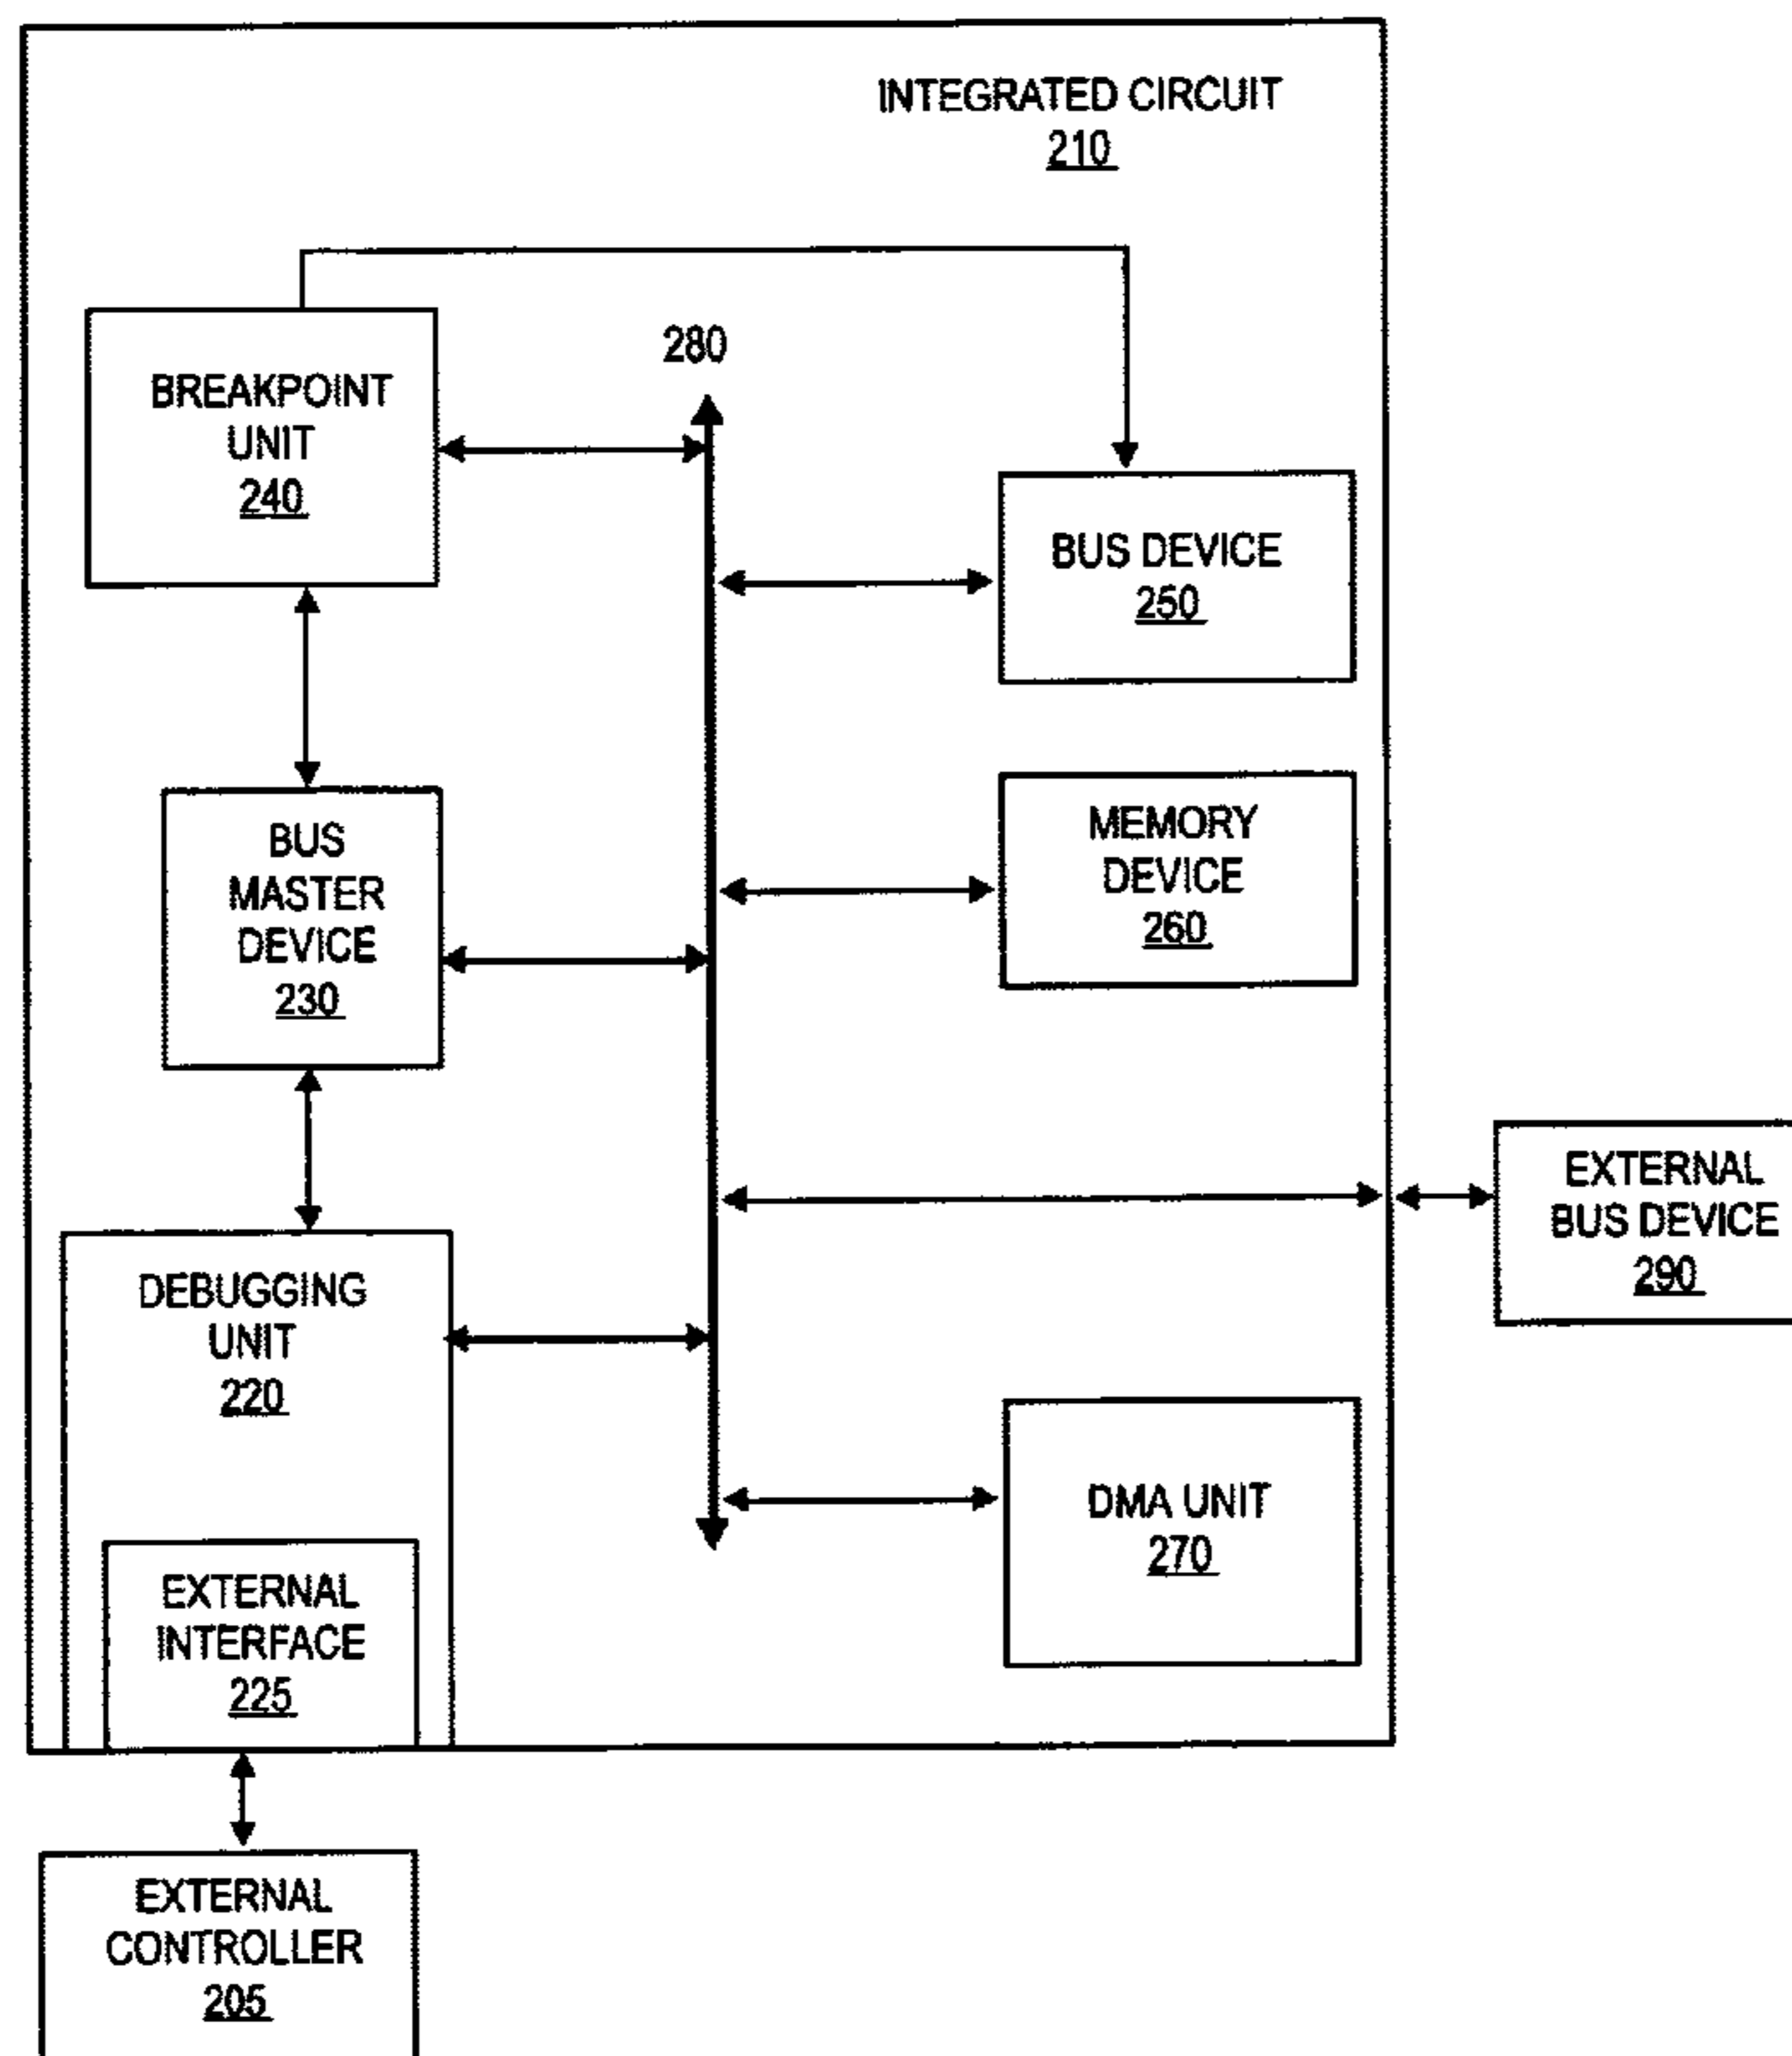 INTEGRATED CIRCUIT
210
280
BREAKPOINT
UNIT
240
BUS DEVICE
250
BUS
MASTER
DEVICE
230
MEMORY
DEVICE
260
EXTERNAL
BUS DEVICE
290
DEBUGGING
UNIT
220
DMA UNIT
270
EXTERNAL
INTERFACE
225
EXTERNAL
CONTROLLER
205